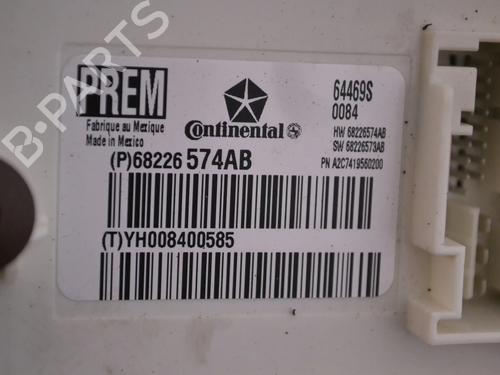 PREM
Fabrique au Mexique
Made in Mexico
Continental
64469S
0084
HW 68226574AB
SW 68226573AB
PN A2C7419560200
(P)68226 574AB
(T)YH008400585
B-PARTS